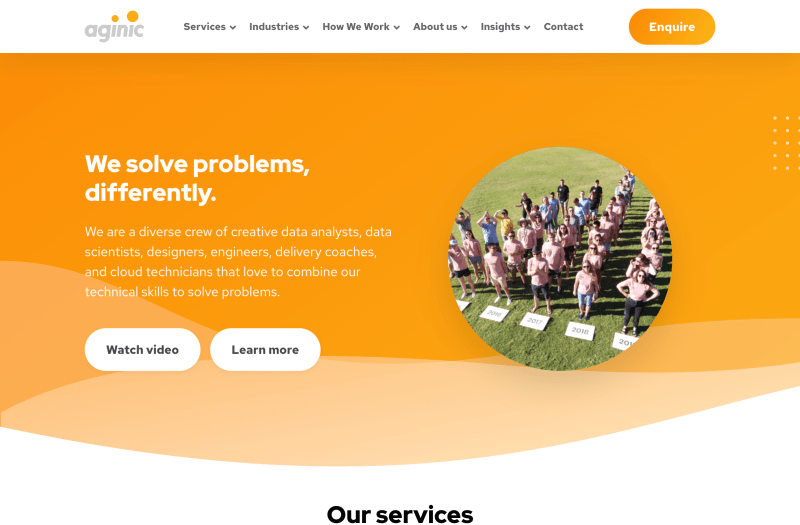 aginic
Services
Industries
How We Work
About us
Insights
Contact
Enquire
We solve problems,
differently.
We are a diverse crew of creative data analysts, data
scientists, designers, engineers, delivery coaches,
and cloud technicians that love to combine our
technical skills to solve problems.
Watch video
Learn more
2016
2017
2018
Our services